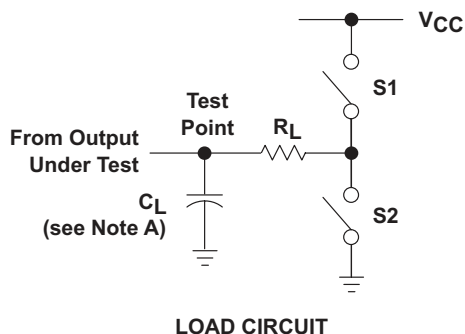 VCC
S1
Test
Point
RL
From Output
Under Test
CL
(see Note A)
S2
LOAD CIRCUIT